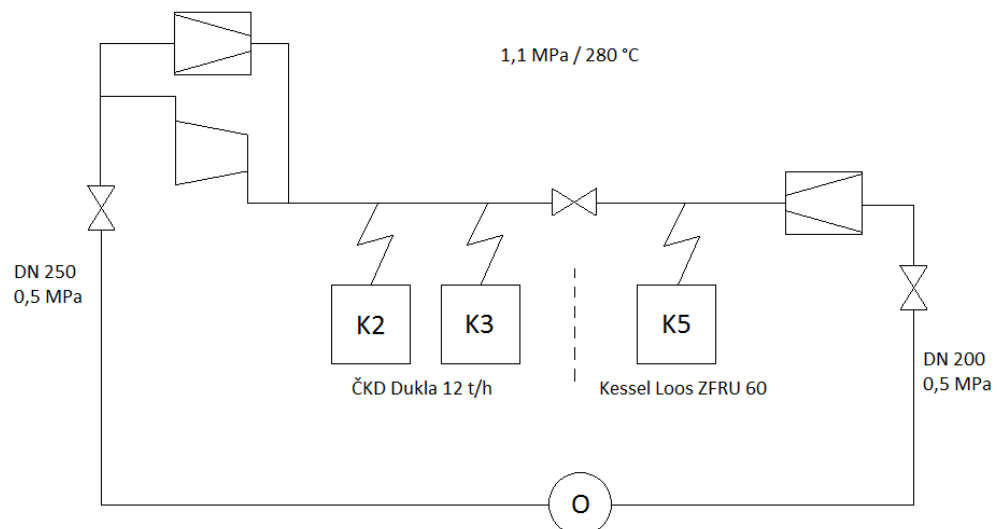 1,1 MPa / 280 °C
DN 250
0,5 MPa
K2
K3
K5
ČKD Dukla 12 t/h
Kessel Loos ZFRU 60
DN 200
0,5 MPa
O